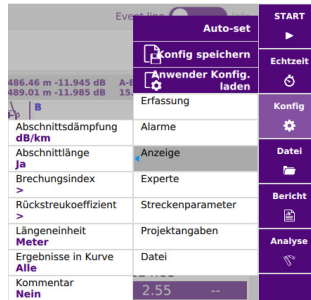 Event line
START
Auto-set
Konfig speichern
Echtzeit
Anwender Konfig.
laden
486.46 m -11.945 dB
489.01 m -11.985 dB
15.
B
Erfassung
Konfig
Abschnittsdämpfung
dB/km
Alarme
Abschnittlänge
Ja
Anzeige
Datei
Brechungsindex
>
Experte
Rückstreukoeffizient
>
Streckenparameter
Bericht
Längeneinheit
Meter
Projektangaben
Ergebnisse in Kurve
Alle
Datei
Analyse
Kommentar
Nein
2.55
--